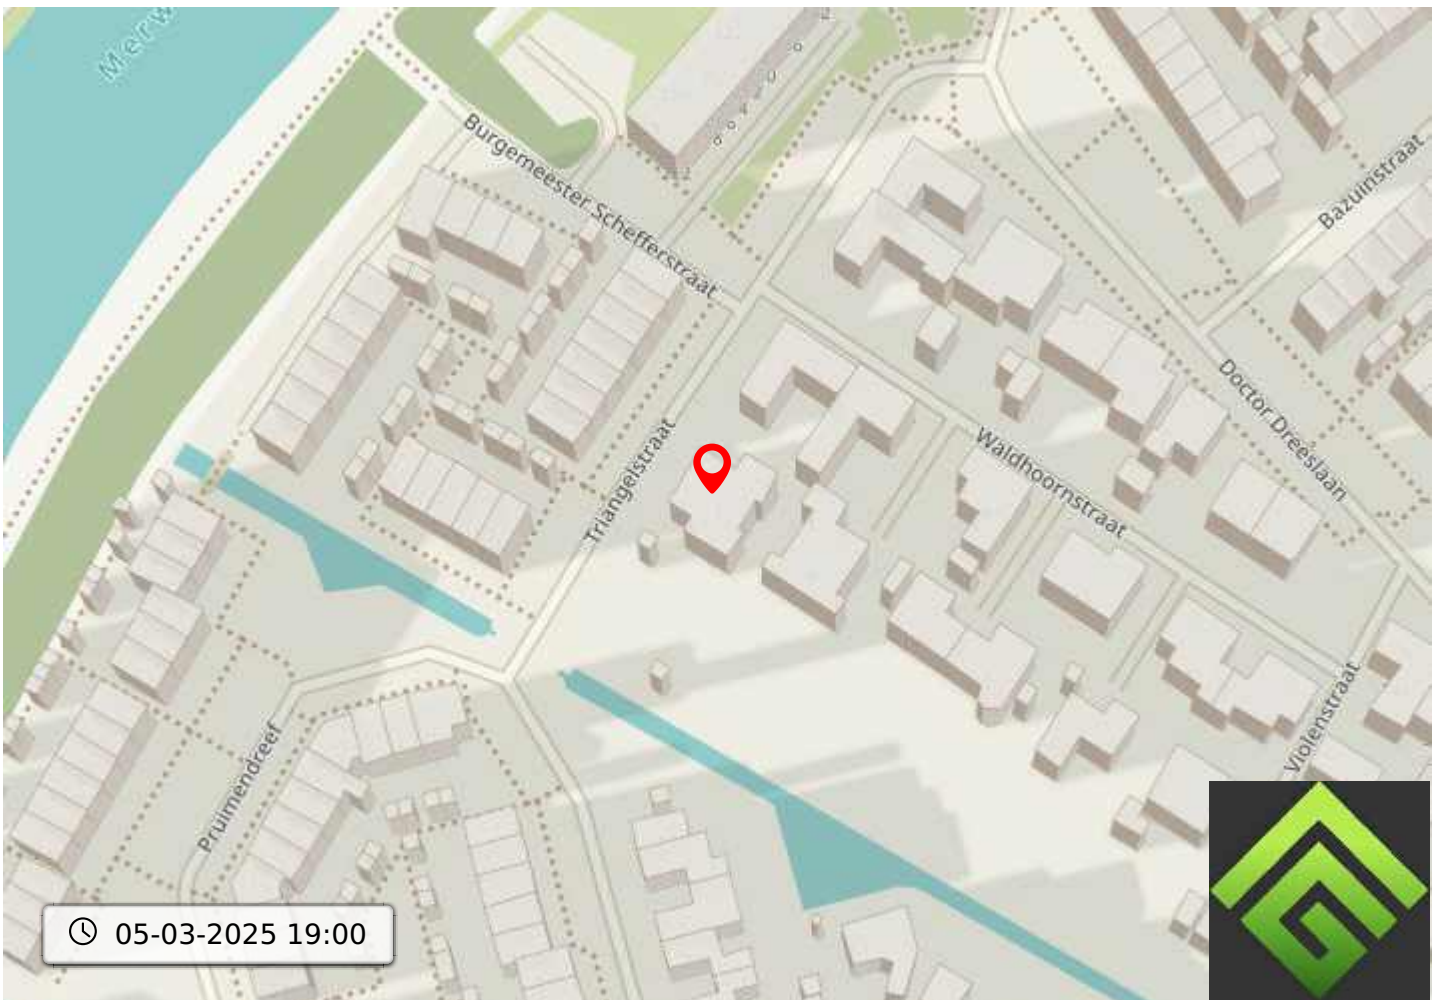 Merw
Burgemeester Schefferstraat
Bazuinstraat
Triangelstraat
Waldhoornstraat
Doctor Dreeslaan
Violenstraat
Pruimendreef
05-03-2025 19:00